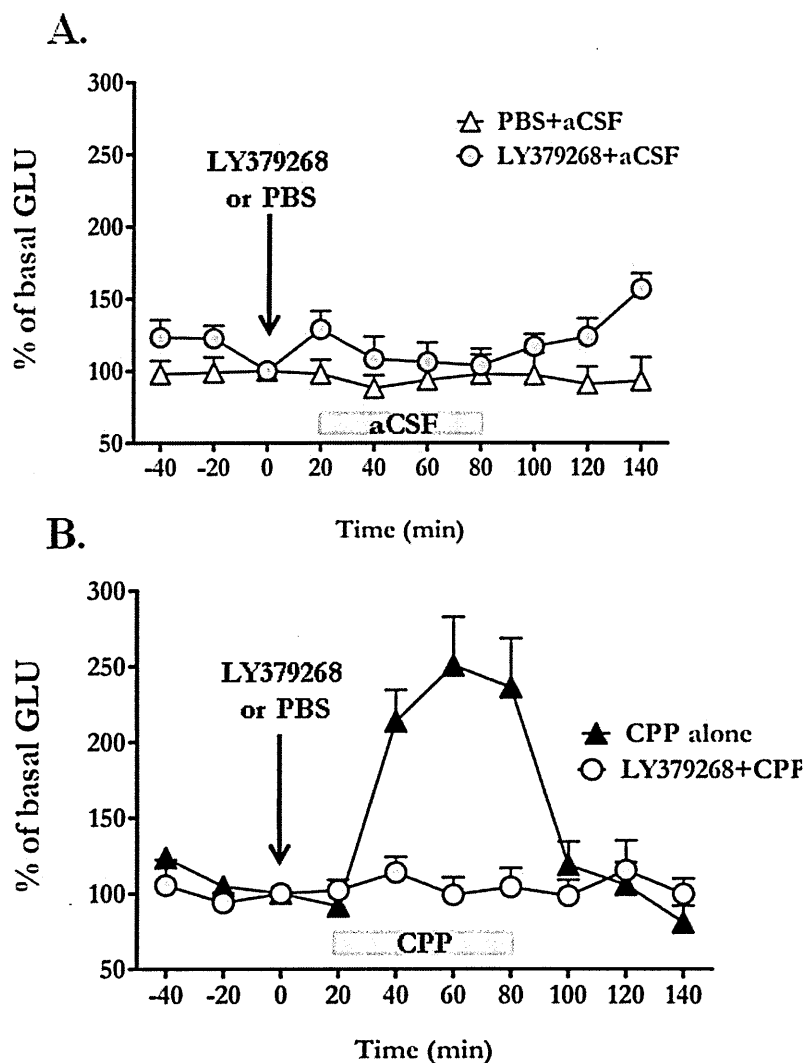 A.
300
250
200
150
100
50
% of basal GLU
PBS+aCSF
LY379268+aCSF
LY379268
or PBS
aCSF
-40 -20 0 20 40 60 80 100 120 140
Time (min)
B.
300
250
200
150
100
50
% of basal GLU
LY379268
or PBS
CPP alone
LY379268+CPP
CPP
-40 -20 0 20 40 60 80 100 120 140
Time (min)